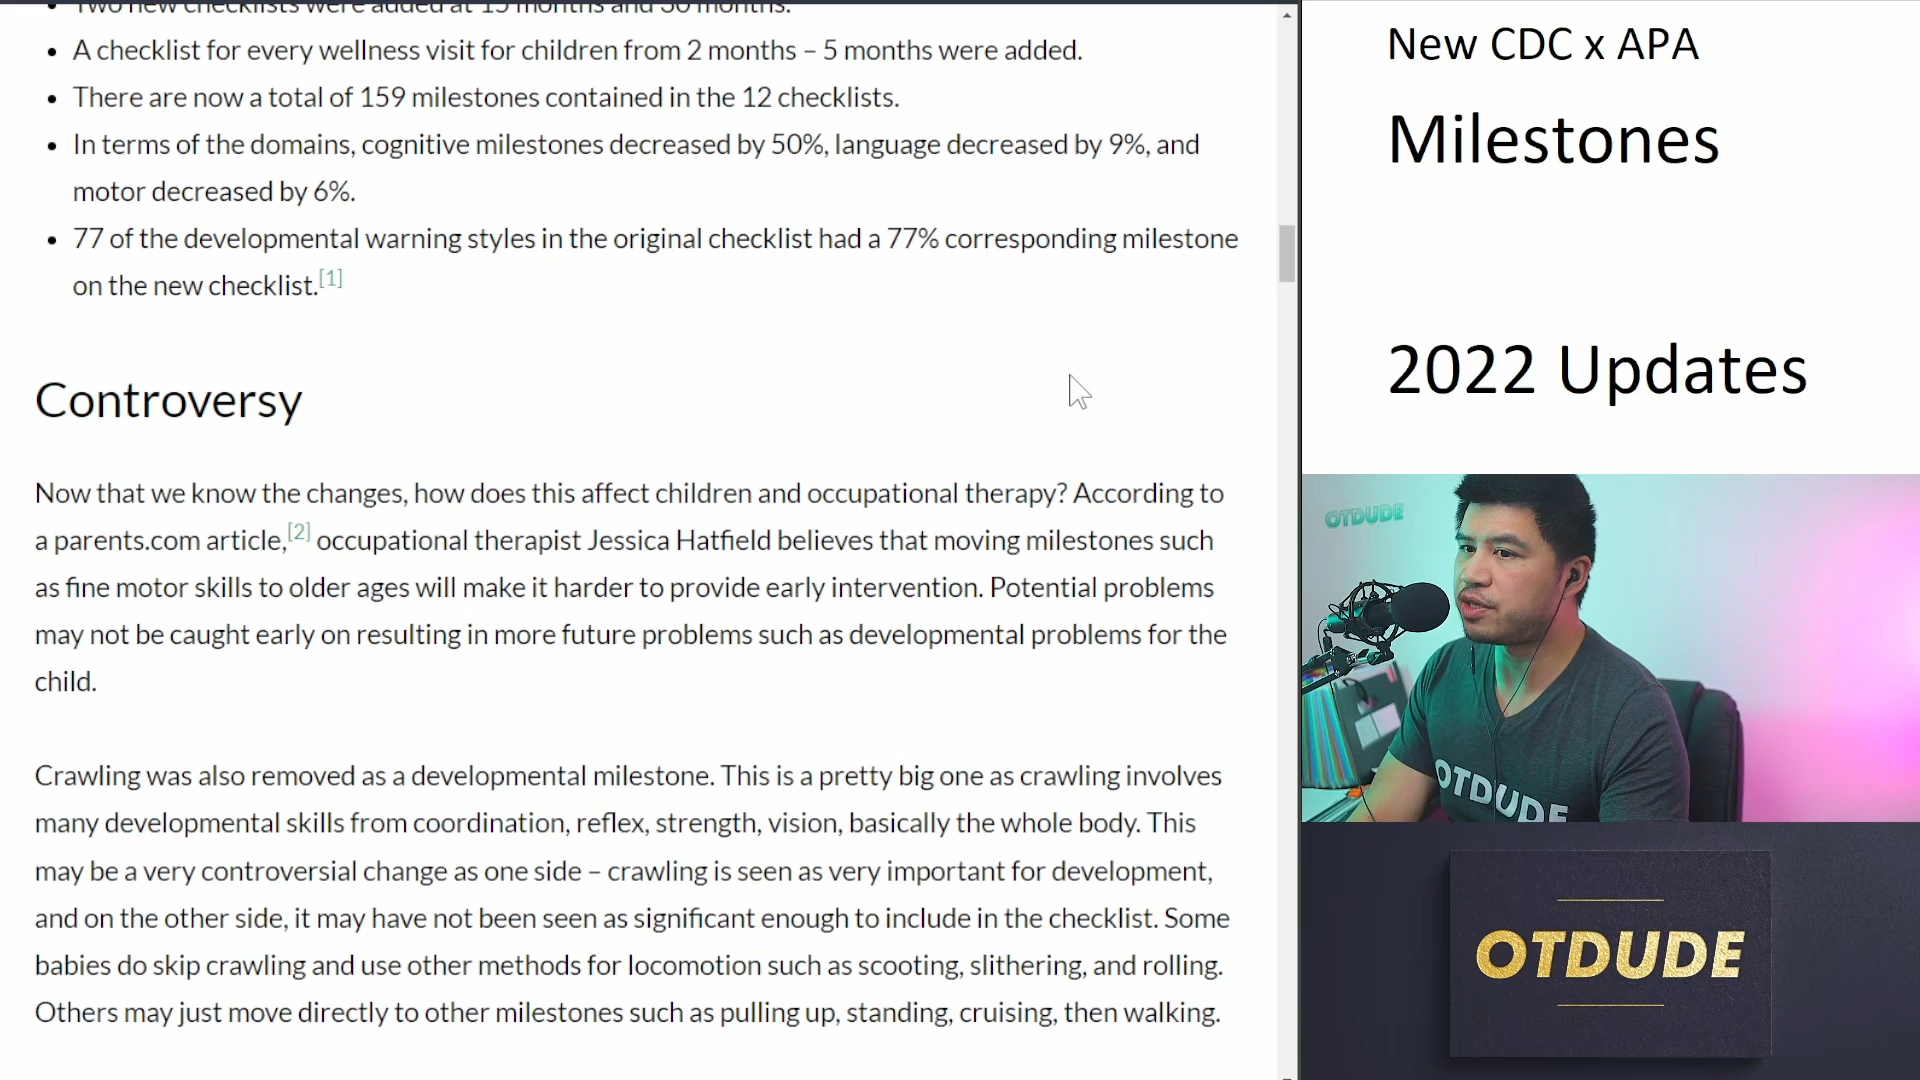 Two new checklists were added at 15 months and 30 months.
• A checklist for every wellness visit for children from 2 months – 5 months were added.
• There are now a total of 159 milestones contained in the 12 checklists.
• In terms of the domains, cognitive milestones decreased by 50%, language decreased by 9%, and
motor decreased by 6%.
• 77 of the developmental warning styles in the original checklist had a 77% corresponding milestone
on the new checklist.[1]
Controversy
Now that we know the changes, how does this affect children and occupational therapy? According to
a parents.com article,[2] occupational therapist Jessica Hatfield believes that moving milestones such
as fine motor skills to older ages will make it harder to provide early intervention. Potential problems
may not be caught early on resulting in more future problems such as developmental problems for the
child.
Crawling was also removed as a developmental milestone. This is a pretty big one as crawling involves
many developmental skills from coordination, reflex, strength, vision, basically the whole body. This
may be a very controversial change as one side – crawling is seen as very important for development,
and on the other side, it may have not been seen as significant enough to include in the checklist. Some
babies do skip crawling and use other methods for locomotion such as scooting, slithering, and rolling.
Others may just move directly to other milestones such as pulling up, standing, cruising, then walking.
New CDC x APA
Milestones
2022 Updates
OTDUDE
OTDUDE
OTDUDE